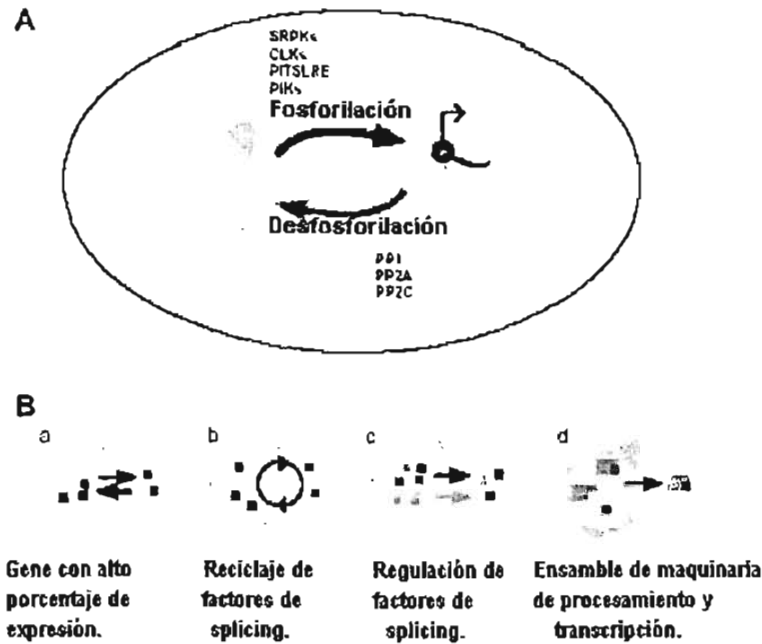 A
SRPKs
CLKs
PITSLRE
PIKs
Fosforilación
Desfosforilación
PP1
PP2A
PP2C
B
a b c d
Gene con alto
porcentaje de
expresión.
Reciclaje de
factores de
splicing.
Regulación de
factores de
splicing.
Ensamble de maquinaria
de procesamiento y
transcripción.